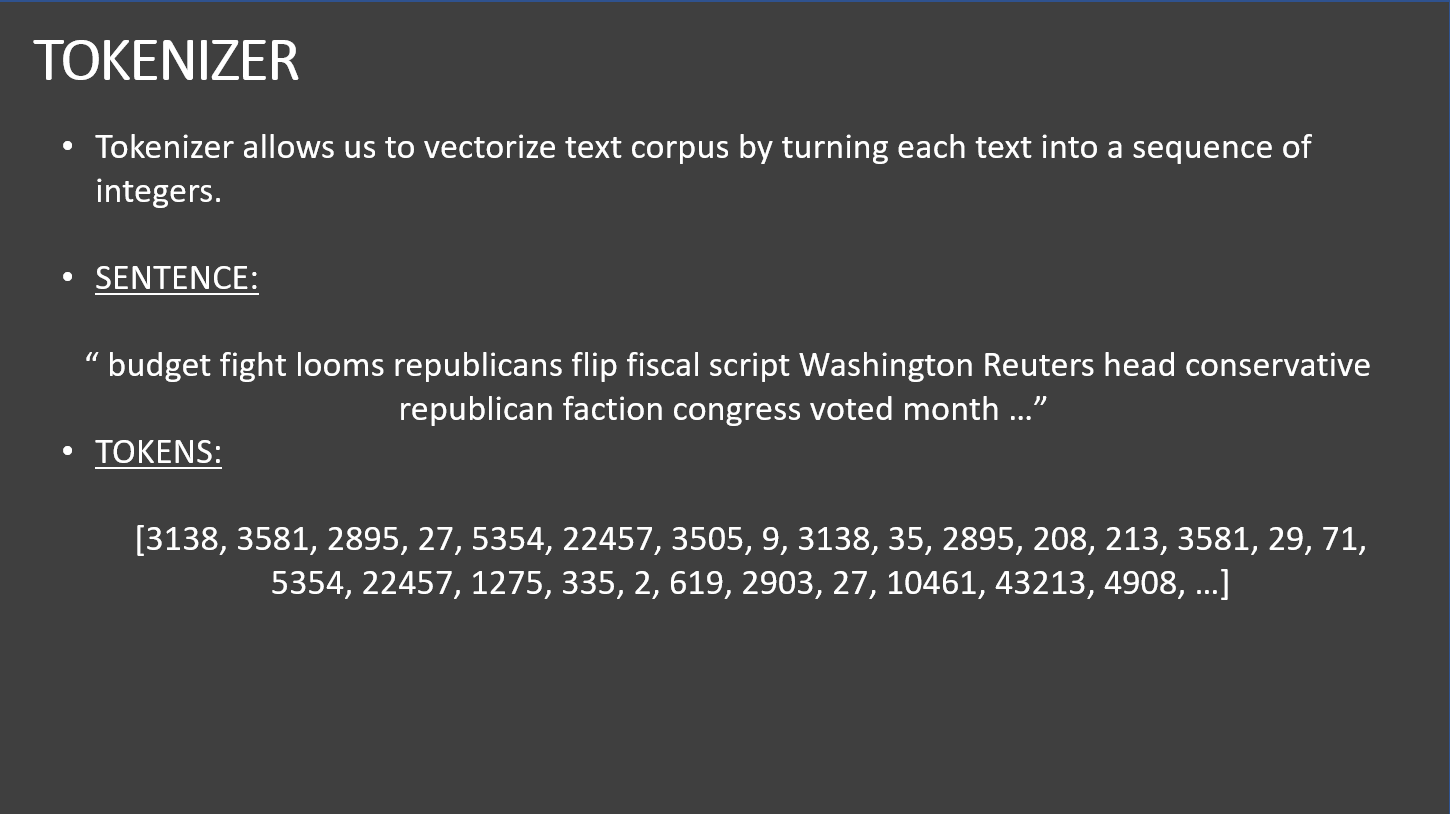 TOKENIZER
• Tokenizer allows us to vectorize text corpus by turning each text into a sequence of
integers.
• SENTENCE:
“ budget fight looms republicans flip fiscal script Washington Reuters head conservative
republican faction congress voted month …”
• TOKENS:
[3138, 3581, 2895, 27, 5354, 22457, 3505, 9, 3138, 35, 2895, 208, 213, 3581, 29, 71,
5354, 22457, 1275, 335, 2, 619, 2903, 27, 10461, 43213, 4908, …]